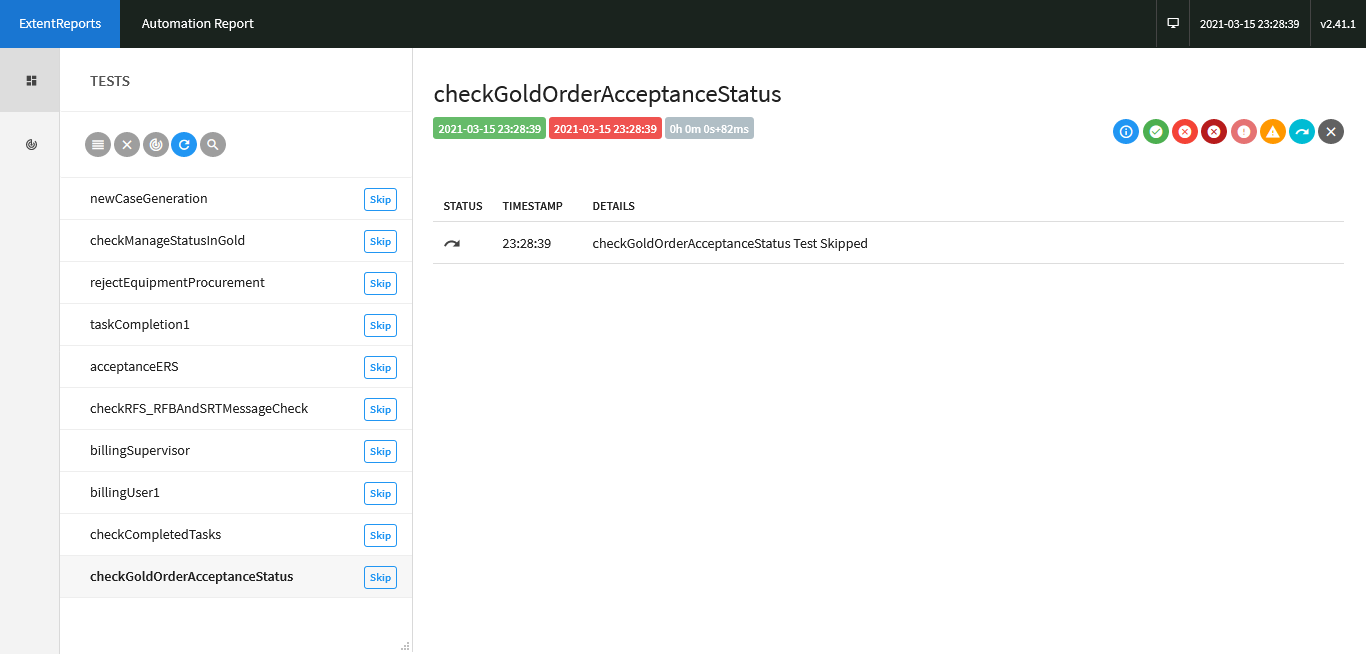 ExtentReports
Automation Report
2021-03-15 23:28:39
v2.41.1
TESTS
newCaseGeneration Skip
checkManageStatusInGold Skip
rejectEquipmentProcurement Skip
taskCompletion1 Skip
acceptanceERS Skip
checkRFS_RFBAndSRTMessageCheck Skip
billingSupervisor Skip
billingUser1 Skip
checkCompletedTasks Skip
checkGoldOrderAcceptanceStatus Skip
checkGoldOrderAcceptanceStatus
2021-03-15 23:28:39 2021-03-15 23:28:39 0h 0m 0s+82ms
STATUS TIMESTAMP DETAILS
23:28:39 checkGoldOrderAcceptanceStatus Test Skipped